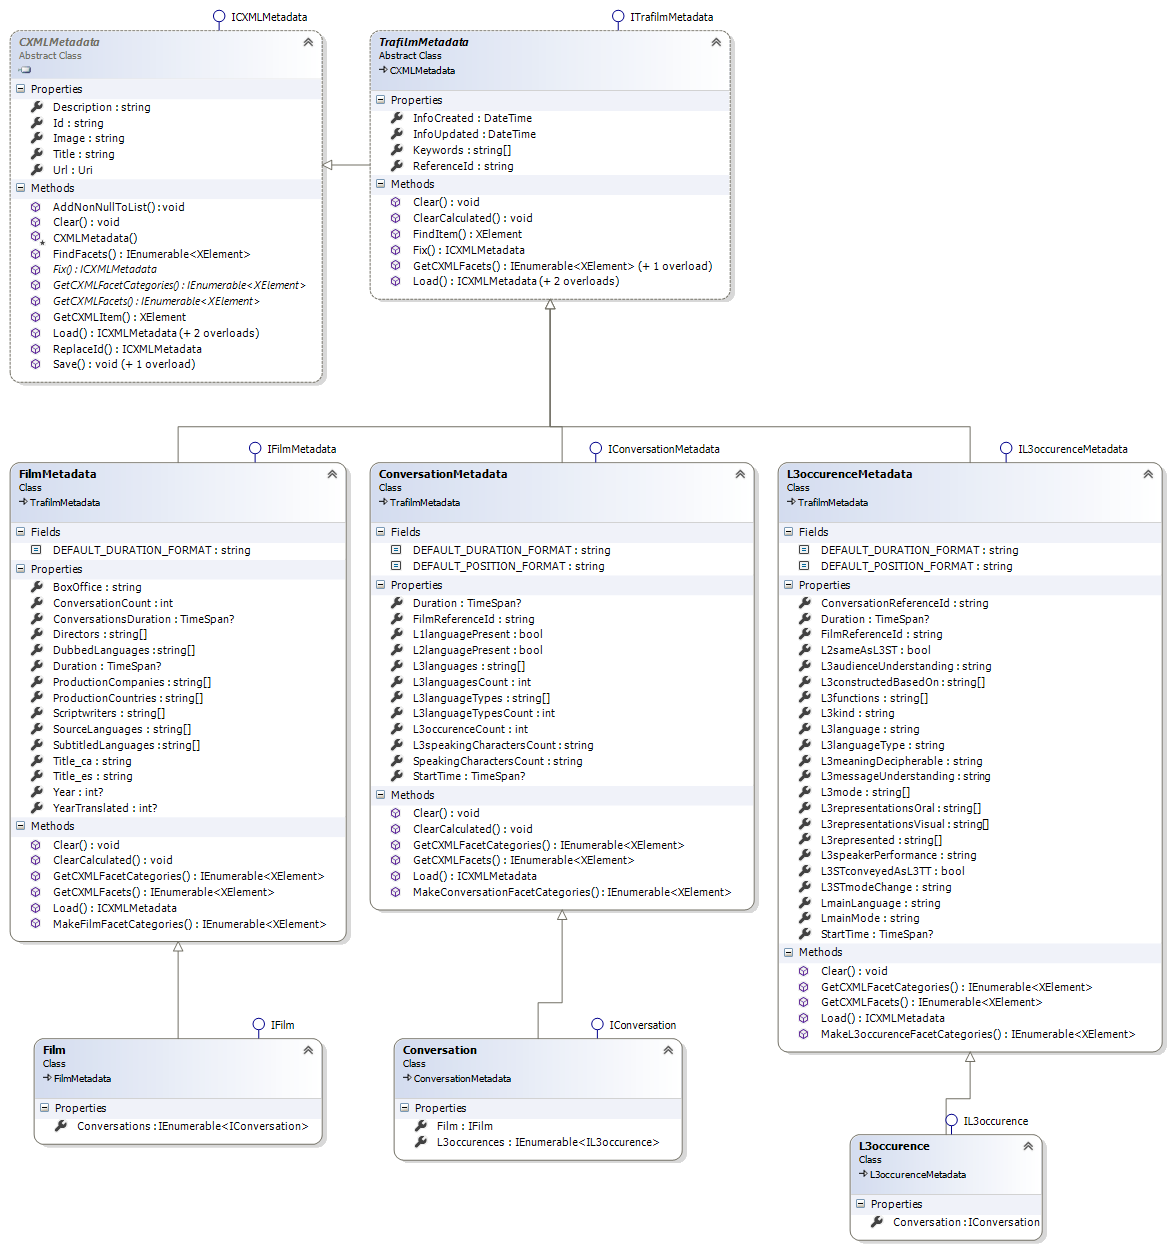 ICXMLMetadata
CXMLMetadata
Abstract Class
Properties
Description : string
Id : string
Image : string
Title : string
Url : Uri
Methods
AddNonNullToList() : void
Clear() : void
CXMLMetadata()
FindFacets() : IEnumerable<XElement>
Fix() : ICXMLMetadata
GetCXMLFacetCategories() : IEnumerable<XElement>
GetCXMLFacets() : IEnumerable<XElement>
GetCXMLItem() : XElement
Load() : ICXMLMetadata (+ 2 overloads)
ReplaceId() : ICXMLMetadata
Save() : void (+ 1 overload)
ITrafilmMetadata
TrafilmMetadata
Abstract Class
CXMLMetadata
Properties
InfoCreated : DateTime
InfoUpdated : DateTime
Keywords : string[]
ReferenceId : string
Methods
Clear() : void
ClearCalculated() : void
FindItem() : XElement
Fix() : ICXMLMetadata
GetCXMLFacets() : IEnumerable<XElement> (+ 1 overload)
Load() : ICXMLMetadata (+ 2 overloads)
IFilmMetadata
FilmMetadata
Class
TrafilmMetadata
Fields
DEFAULT_DURATION_FORMAT : string
Properties
BoxOffice : string
ConversationCount : int
ConversationsDuration : TimeSpan?
Directors : string[]
DubbedLanguages : string[]
Duration : TimeSpan?
ProductionCompanies : string[]
ProductionCountries : string[]
Scriptwriters : string[]
SourceLanguages : string[]
SubtitledLanguages : string[]
Title_ca : string
Title_es : string
Year : int?
YearTranslated : int?
Methods
Clear() : void
ClearCalculated() : void
GetCXMLFacetCategories() : IEnumerable<XElement>
GetCXMLFacets() : IEnumerable<XElement>
Load() : ICXMLMetadata
MakeFilmFacetCategories() : IEnumerable<XElement>
IConversationMetadata
ConversationMetadata
Class
TrafilmMetadata
Fields
DEFAULT_DURATION_FORMAT : string
DEFAULT_POSITION_FORMAT : string
Properties
Duration : TimeSpan?
FilmReferenceId : string
L1languagePresent : bool
L2languagePresent : bool
L3languages : string[]
L3languagesCount : int
L3languageTypes : string[]
L3languageTypesCount : int
L3occurenceCount : int
L3speakingCharactersCount : string
SpeakingCharactersCount : string
StartTime : TimeSpan?
Methods
Clear() : void
ClearCalculated() : void
GetCXMLFacetCategories() : IEnumerable<XElement>
GetCXMLFacets() : IEnumerable<XElement>
Load() : ICXMLMetadata
MakeConversationFacetCategories() : IEnumerable<XElement>
IL3occurenceMetadata
L3occurenceMetadata
Class
TrafilmMetadata
Fields
DEFAULT_DURATION_FORMAT : string
DEFAULT_POSITION_FORMAT : string
Properties
ConversationReferenceId : string
Duration : TimeSpan?
FilmReferenceId : string
L2sameAsL3ST : bool
L3audienceUnderstanding : string
L3constructedBasedOn : string[]
L3functions : string[]
L3kind : string
L3language : string
L3languageType : string
L3meaningDecipherable : string
L3messageUnderstanding : string
L3mode : string[]
L3representationsOral : string[]
L3representationsVisual : string[]
L3represented : string[]
L3speakerPerformance : string
L3STconveyedAsL3TT : bool
L3STmodeChange : string
LmainLanguage : string
LmainMode : string
StartTime : TimeSpan?
Methods
Clear() : void
GetCXMLFacetCategories() : IEnumerable<XElement>
GetCXMLFacets() : IEnumerable<XElement>
Load() : ICXMLMetadata
MakeL3occurenceFacetCategories() : IEnumerable<XElement>
IFilm
Film
Class
FilmMetadata
Properties
Conversations : IEnumerable<IConversation>
IConversation
Conversation
Class
ConversationMetadata
Properties
Film : IFilm
L3occurences : IEnumerable<IL3occurence>
IL3occurence
L3occurence
Class
L3occurenceMetadata
Properties
Conversation : IConversation